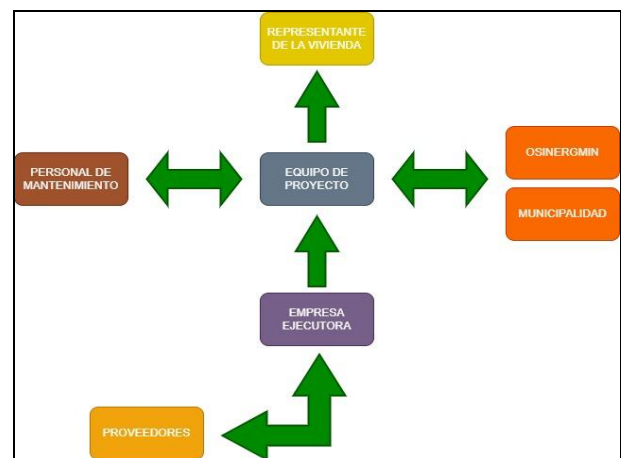 REPRESENTANTE
DE LA VIVIENDA
PERSONAL DE
MANTENIMIENTO
EQUIPO DE
PROYECTO
OSINERGMIN
MUNICIPALIDAD
EMPRESA
EJECUTORA
PROVEEDORES